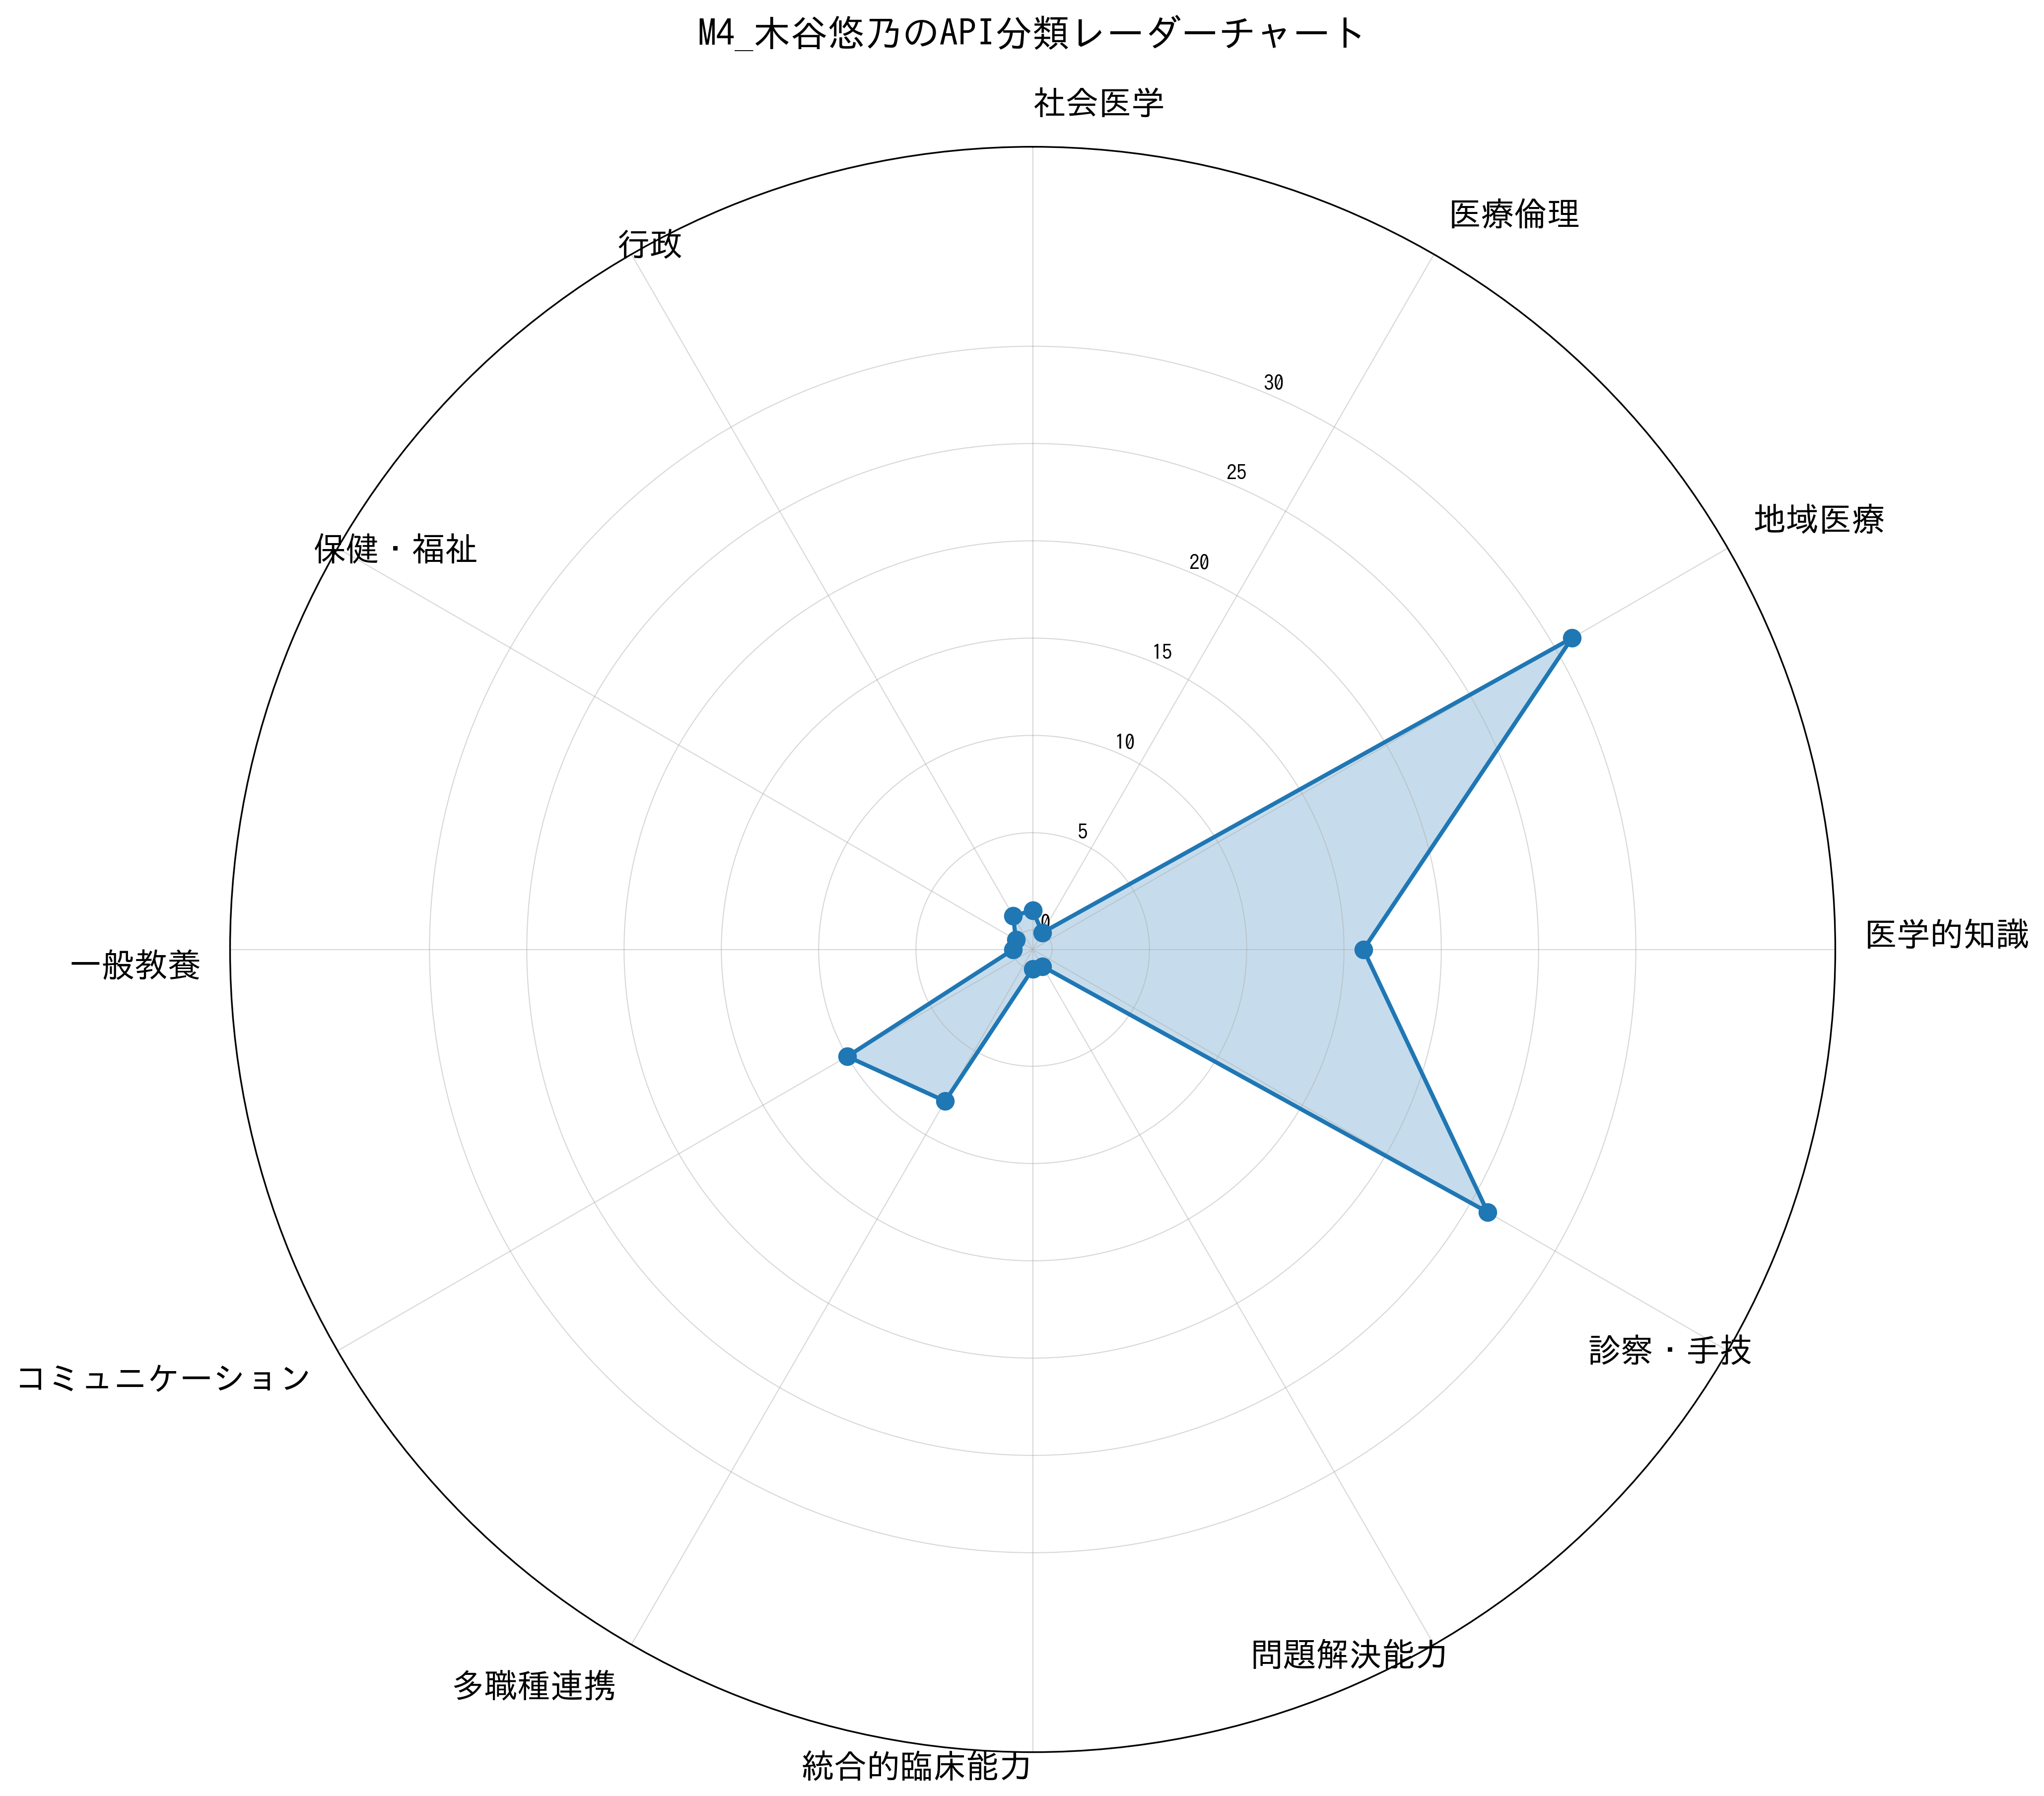 M4_木谷悠乃のAPI分類レーダーチャート
社会医学
医療倫理
行政
30
25
地域医療
保健・福祉
20
15
10
5
0
医学的知識
一般教養
診察・手技
コミュニケーション
問題解決能力
多職種連携
統合的臨床能力